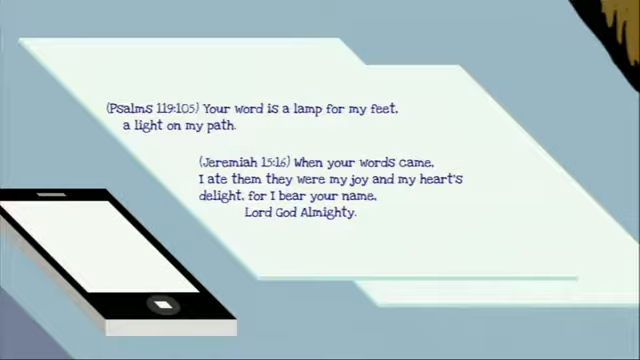 (Psalms 119:105) Your word is a lamp for my feet,
a light on my path.
(Jeremiah 15:16) When your words came,
I ate them they were my joy and my heart's
delight, for I bear your name,
Lord God Almighty.